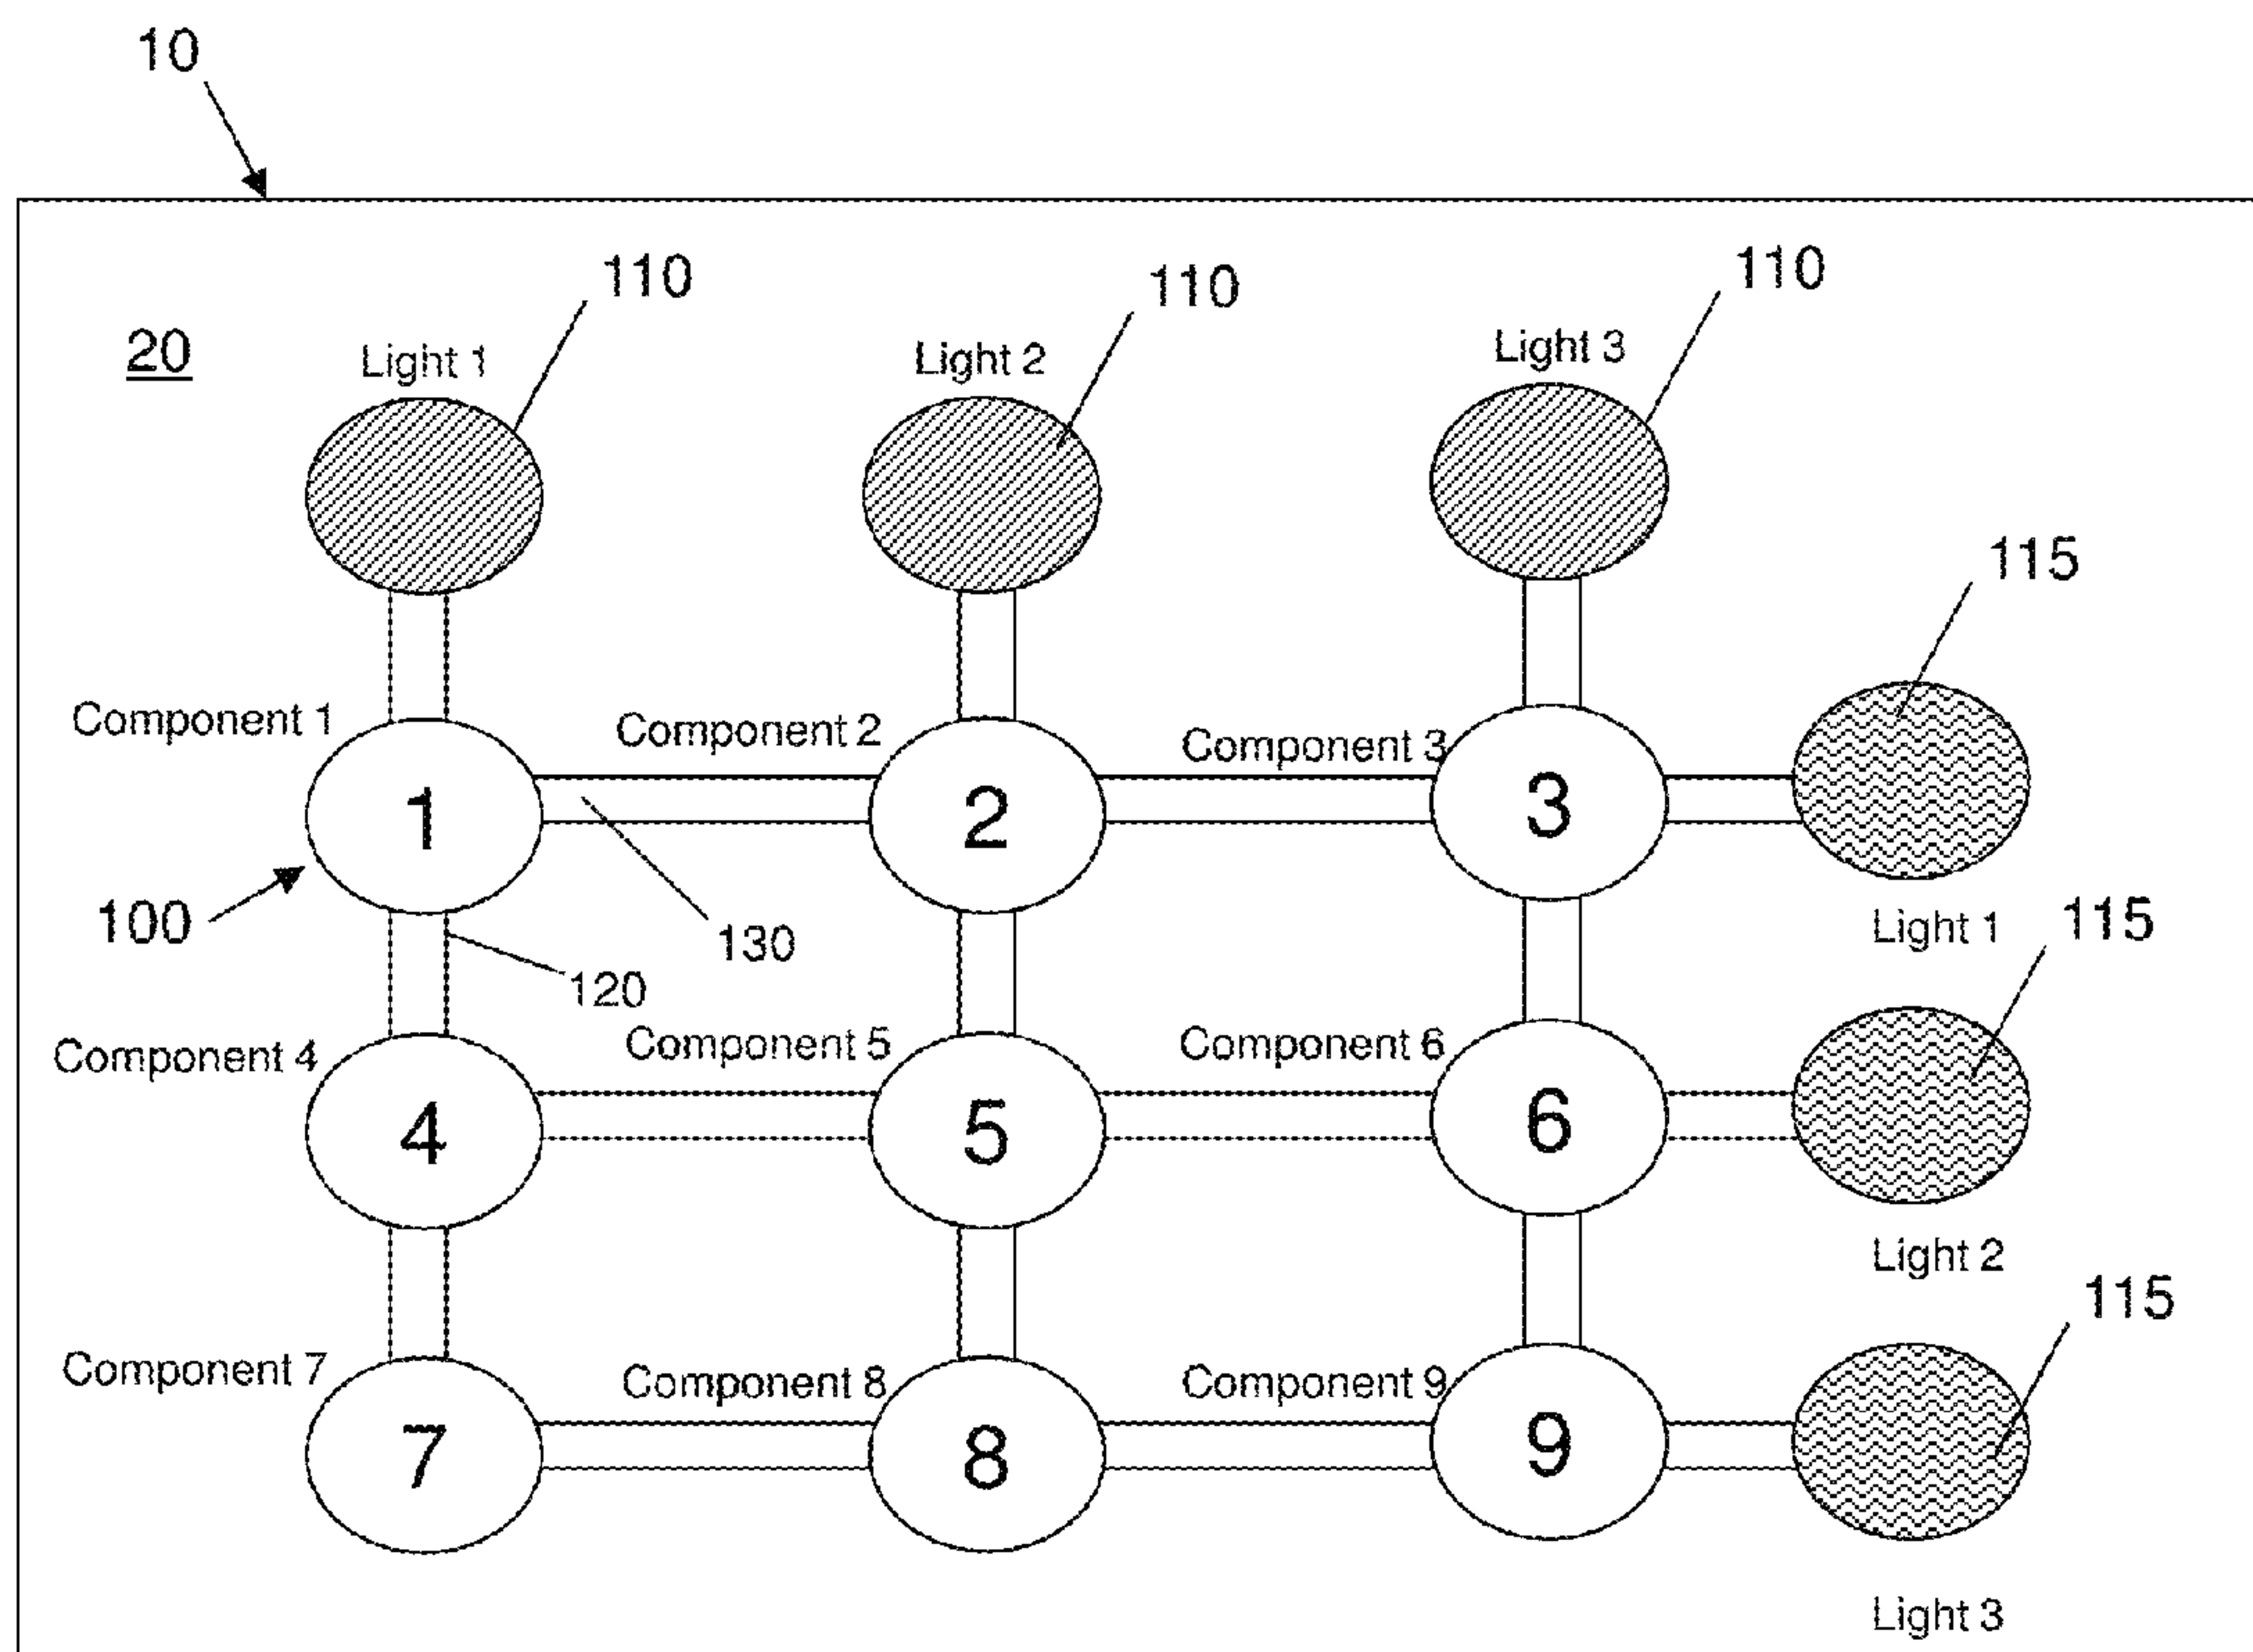 10
110
110
110
20
Light 1
Light 2
Light 3
115
Component 1
Component 2
Component 3
1
2
3
100
130
120
Light 1
115
Component 4
Component 5
Component 6
4
5
6
Light 2
115
Component 7
Component 8
Component 9
7
8
9
Light 3